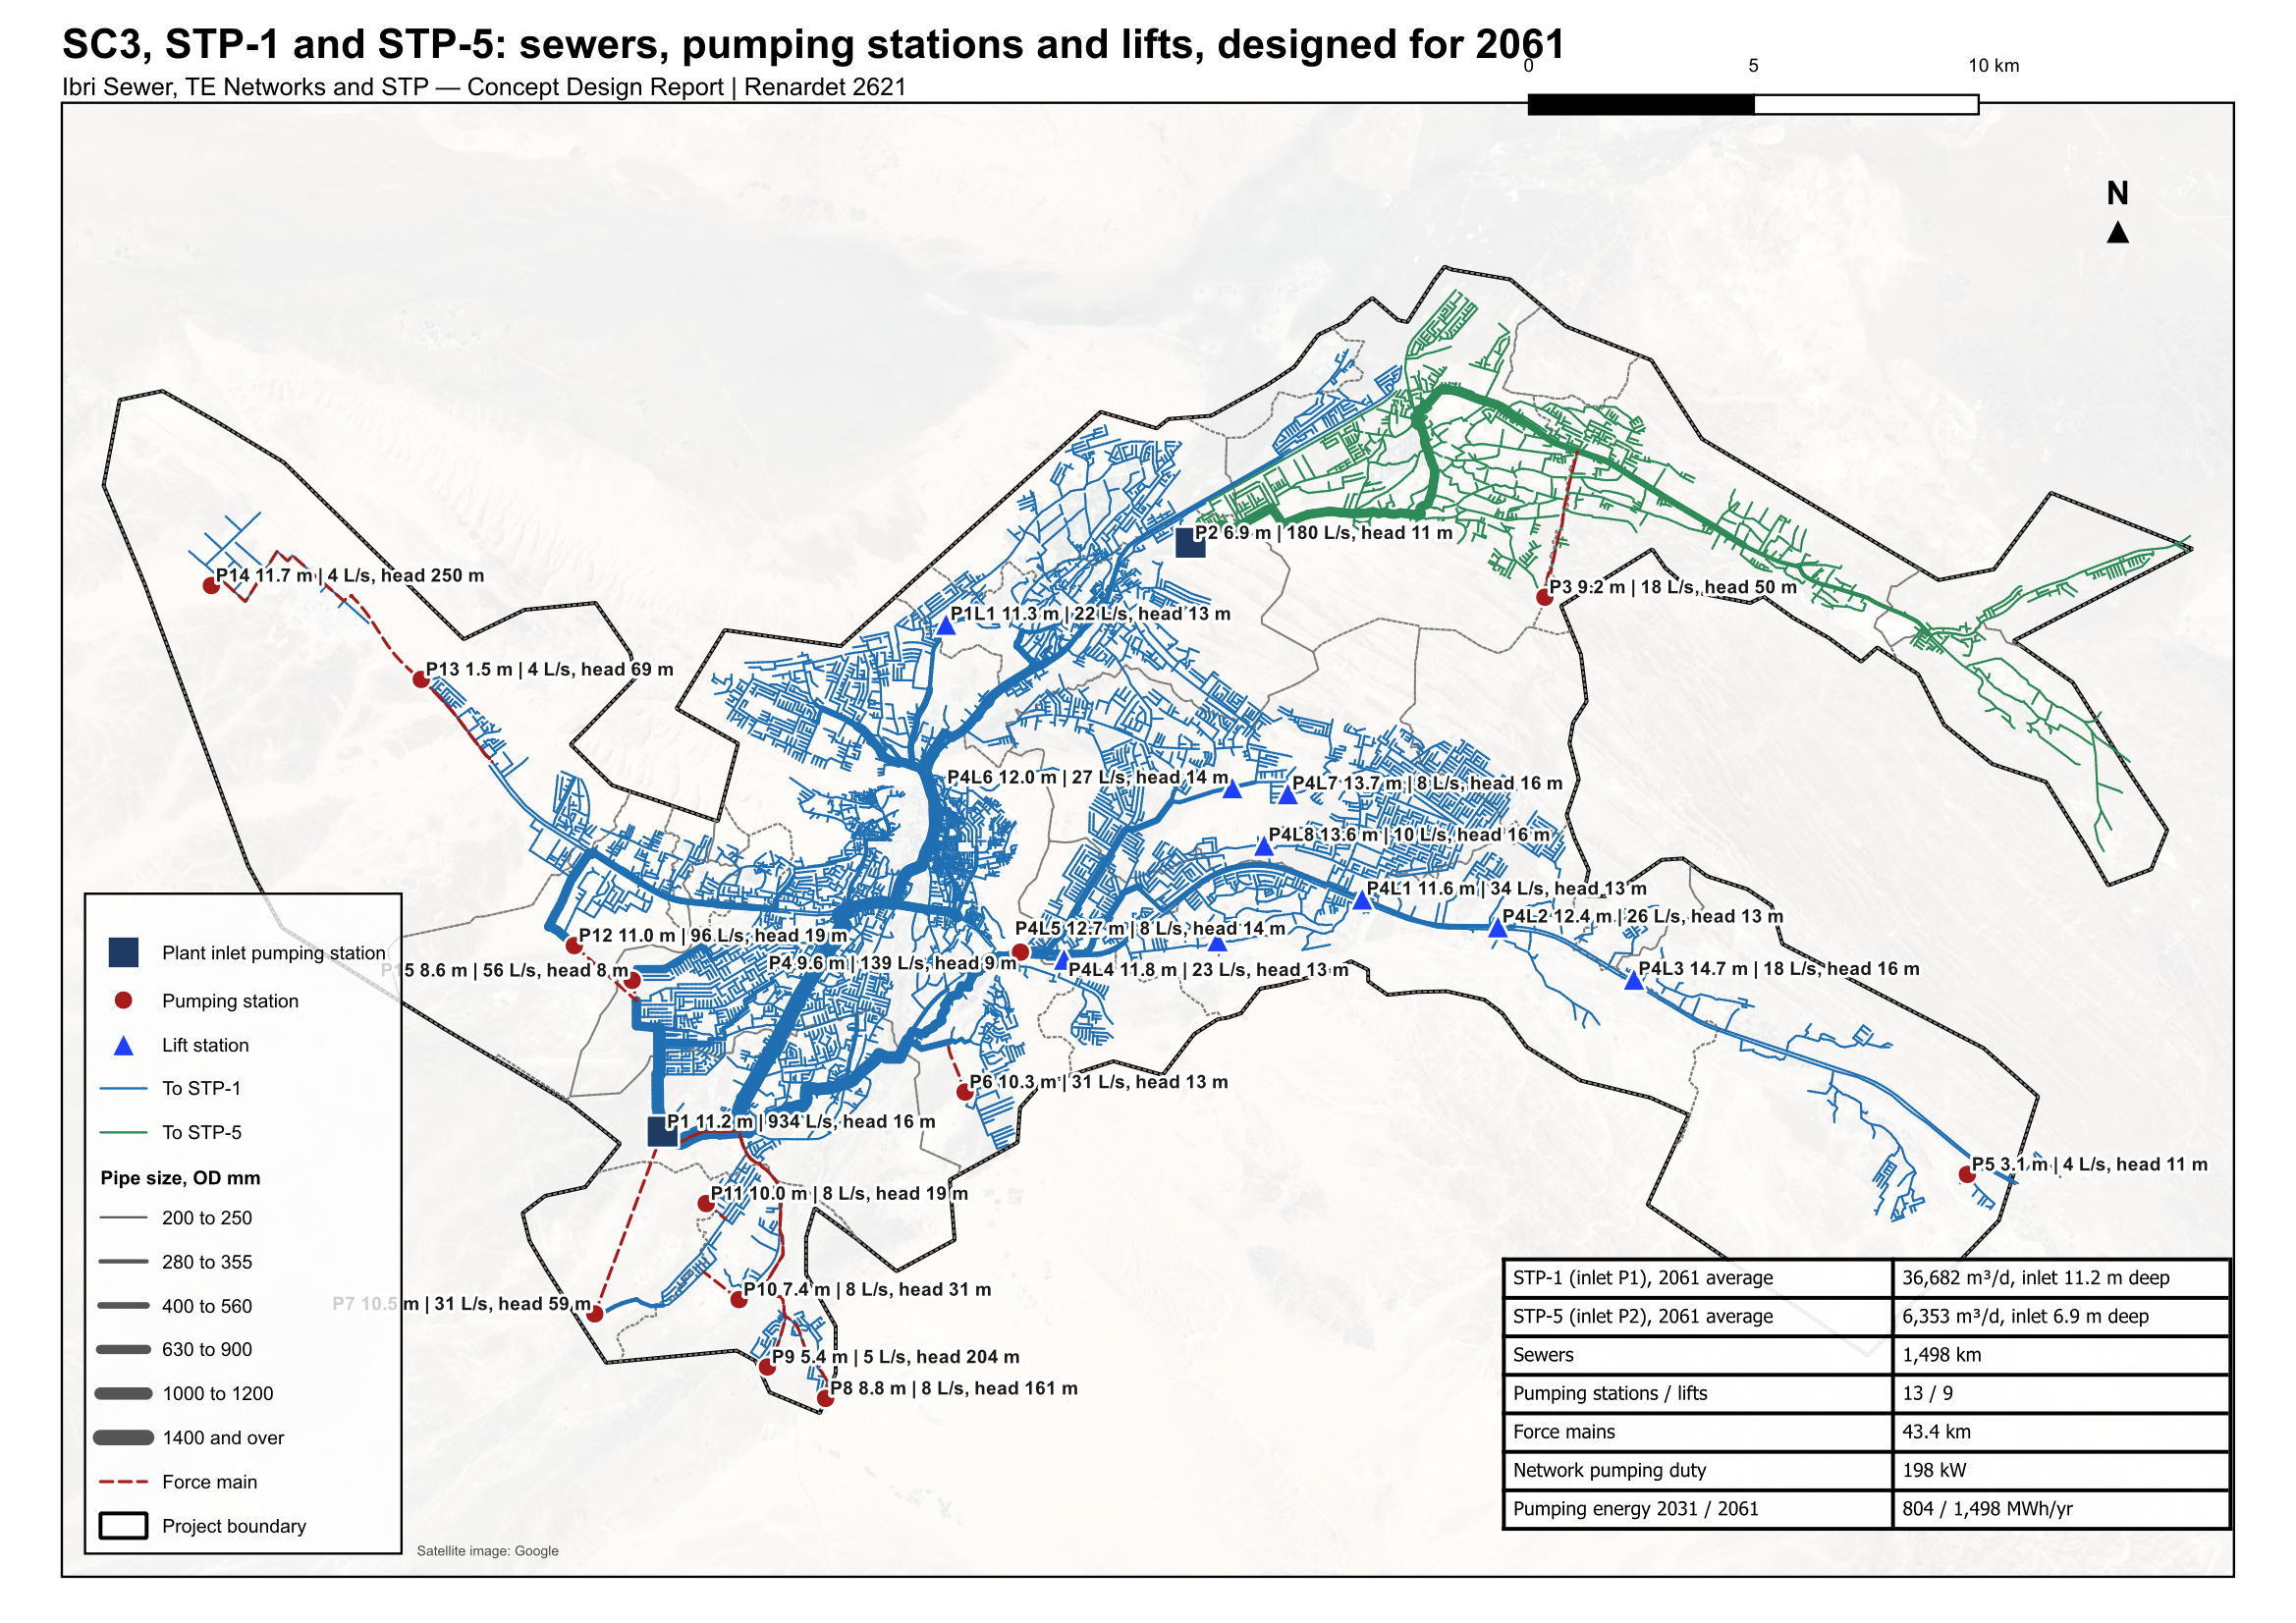 SC3, STP-1 and STP-5: sewers, pumping stations and lifts, designed for 2061
Ibri Sewer, TE Networks and STP — Concept Design Report | Renardet 2621
0 5 10 km
N
P2 6.9 m | 180 L/s, head 11 m
P14 11.7 m | 4 L/s, head 250 m
P3 9.2 m | 18 L/s, head 50 m
P1L1 11.3 m | 22 L/s, head 13 m
P13 1.5 m | 4 L/s, head 69 m
P4L6 12.0 m | 27 L/s, head 14 m
P4L7 13.7 m | 8 L/s, head 16 m
P4L8 13.6 m | 10 L/s, head 16 m
P4L1 11.6 m | 34 L/s, head 13 m
P4L2 12.4 m | 26 L/s, head 13 m
P4L5 12.7 m | 8 L/s, head 14 m
P12 11.0 m | 96 L/s, head 19 m
P4 9.6 m | 139 L/s, head 9 m
P4L4 11.8 m | 23 L/s, head 13 m
P4L3 14.7 m | 18 L/s, head 16 m
P15 8.6 m | 56 L/s, head 8 m
P6 10.3 m | 31 L/s, head 13 m
P1 11.2 m | 934 L/s, head 16 m
P5 3.1 m | 4 L/s, head 11 m
P11 10.0 m | 8 L/s, head 19 m
P10 7.4 m | 8 L/s, head 31 m
P7 10.5 m | 31 L/s, head 59 m
P9 5.4 m | 5 L/s, head 204 m
P8 8.8 m | 8 L/s, head 161 m
Plant inlet pumping station
Pumping station
Lift station
To STP-1
To STP-5
Pipe size, OD mm
200 to 250
280 to 355
400 to 560
630 to 900
1000 to 1200
1400 and over
Force main
Project boundary
Satellite image: Google
STP-1 (inlet P1), 2061 average 36,682 m³/d, inlet 11.2 m deep
STP-5 (inlet P2), 2061 average 6,353 m³/d, inlet 6.9 m deep
Sewers 1,498 km
Pumping stations / lifts 13 / 9
Force mains 43.4 km
Network pumping duty 198 kW
Pumping energy 2031 / 2061 804 / 1,498 MWh/yr